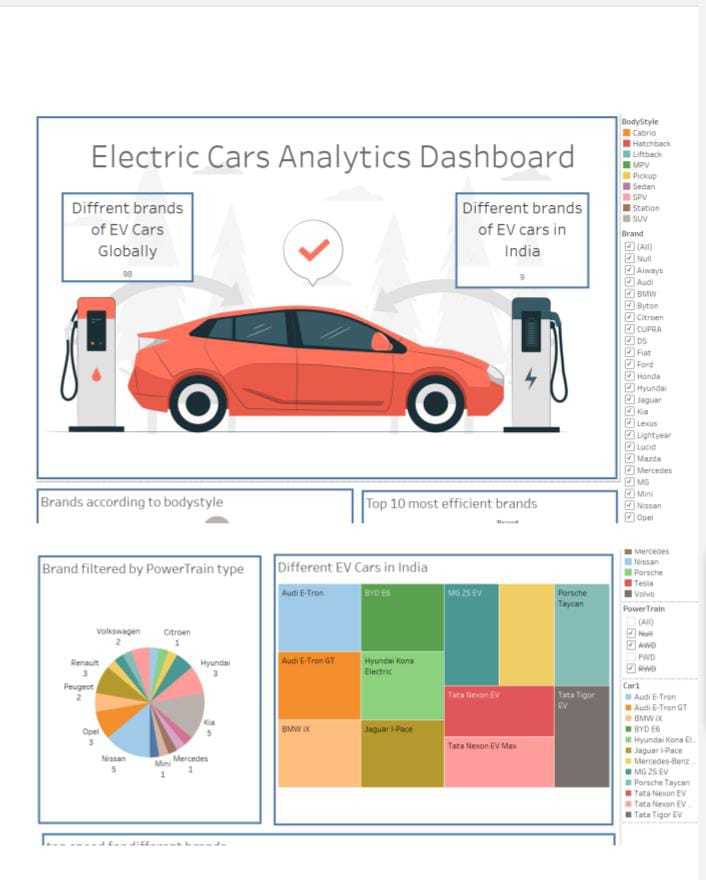 Electric Cars Analytics Dashboard
Diffrent brands
of EV Cars
Globally
98
Different brands
of EV cars in
India
9
BodyStyle
Cabrio
Hatchback
Liftback
MPV
Pickup
Sedan
SPV
Station
SUV
Brand
(All)
Null
Aiways
Audi
BMW
Byton
Citroen
CUPRA
DS
Fiat
Ford
Honda
Hyundai
Jaguar
Kia
Lexus
Lightyear
Lucid
Mazda
Mercedes
MG
Mini
Nissan
Opel
Brands according to bodystyle
Top 10 most efficient brands
Brand
Brand filtered by PowerTrain type
Volkswagen
2
Citroen
1
Renault
3
Hyundai
3
Peugeot
2
Kia
5
Opel
3
Nissan
5
Mini
1
Mercedes
1
Different EV Cars in India
Audi E-Tron
BYD E6
MG ZS EV
Porsche
Taycan
Audi E-Tron GT
Hyundai Kona
Electric
Tata Nexon EV
Tata Tigor
EV
BMW iX
Jaguar I-Pace
Tata Nexon EV Max
Mercedes
Nissan
Porsche
Tesla
Volvo
PowerTrain
(All)
Null
AWD
FWD
RWD
Car1
Audi E-Tron
Audi E-Tron GT
BMW iX
BYD E6
Hyundai Kona El..
Jaguar I-Pace
Mercedes-Benz ..
MG ZS EV
Porsche Taycan
Tata Nexon EV
Tata Nexon EV ..
Tata Tigor EV
top speed for different brands